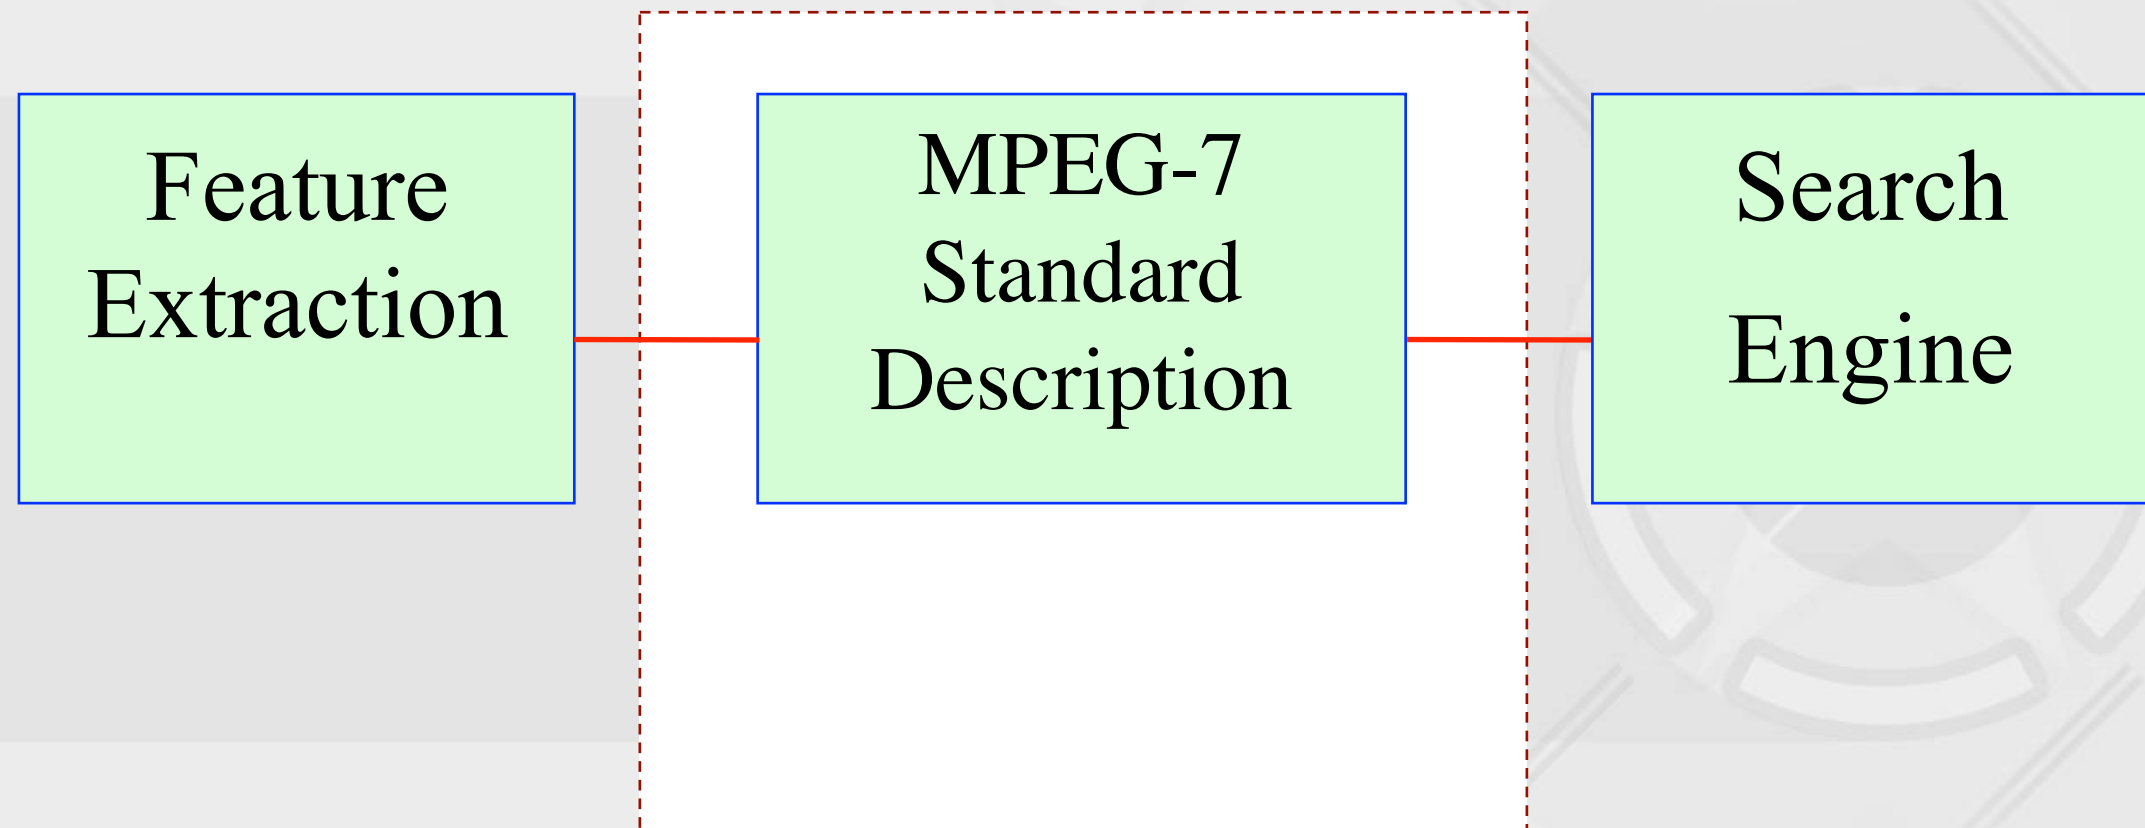 Feature
Extraction
MPEG-7
Standard
Description
Search
Engine